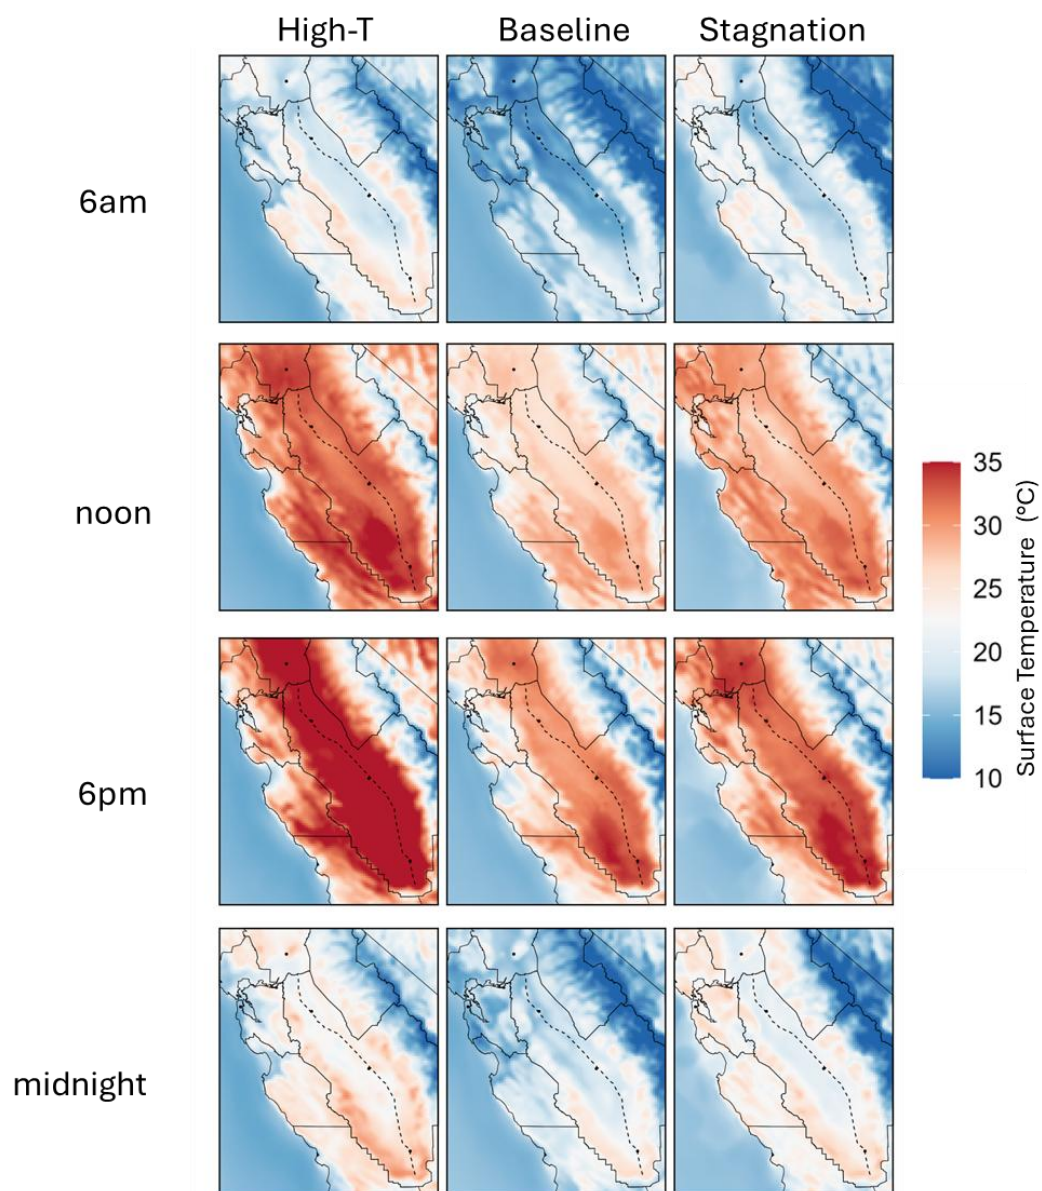 High-T Baseline Stagnation
6am
noon
6pm
midnight
35
30
25
20
15
10
Surface Temperature (°C)